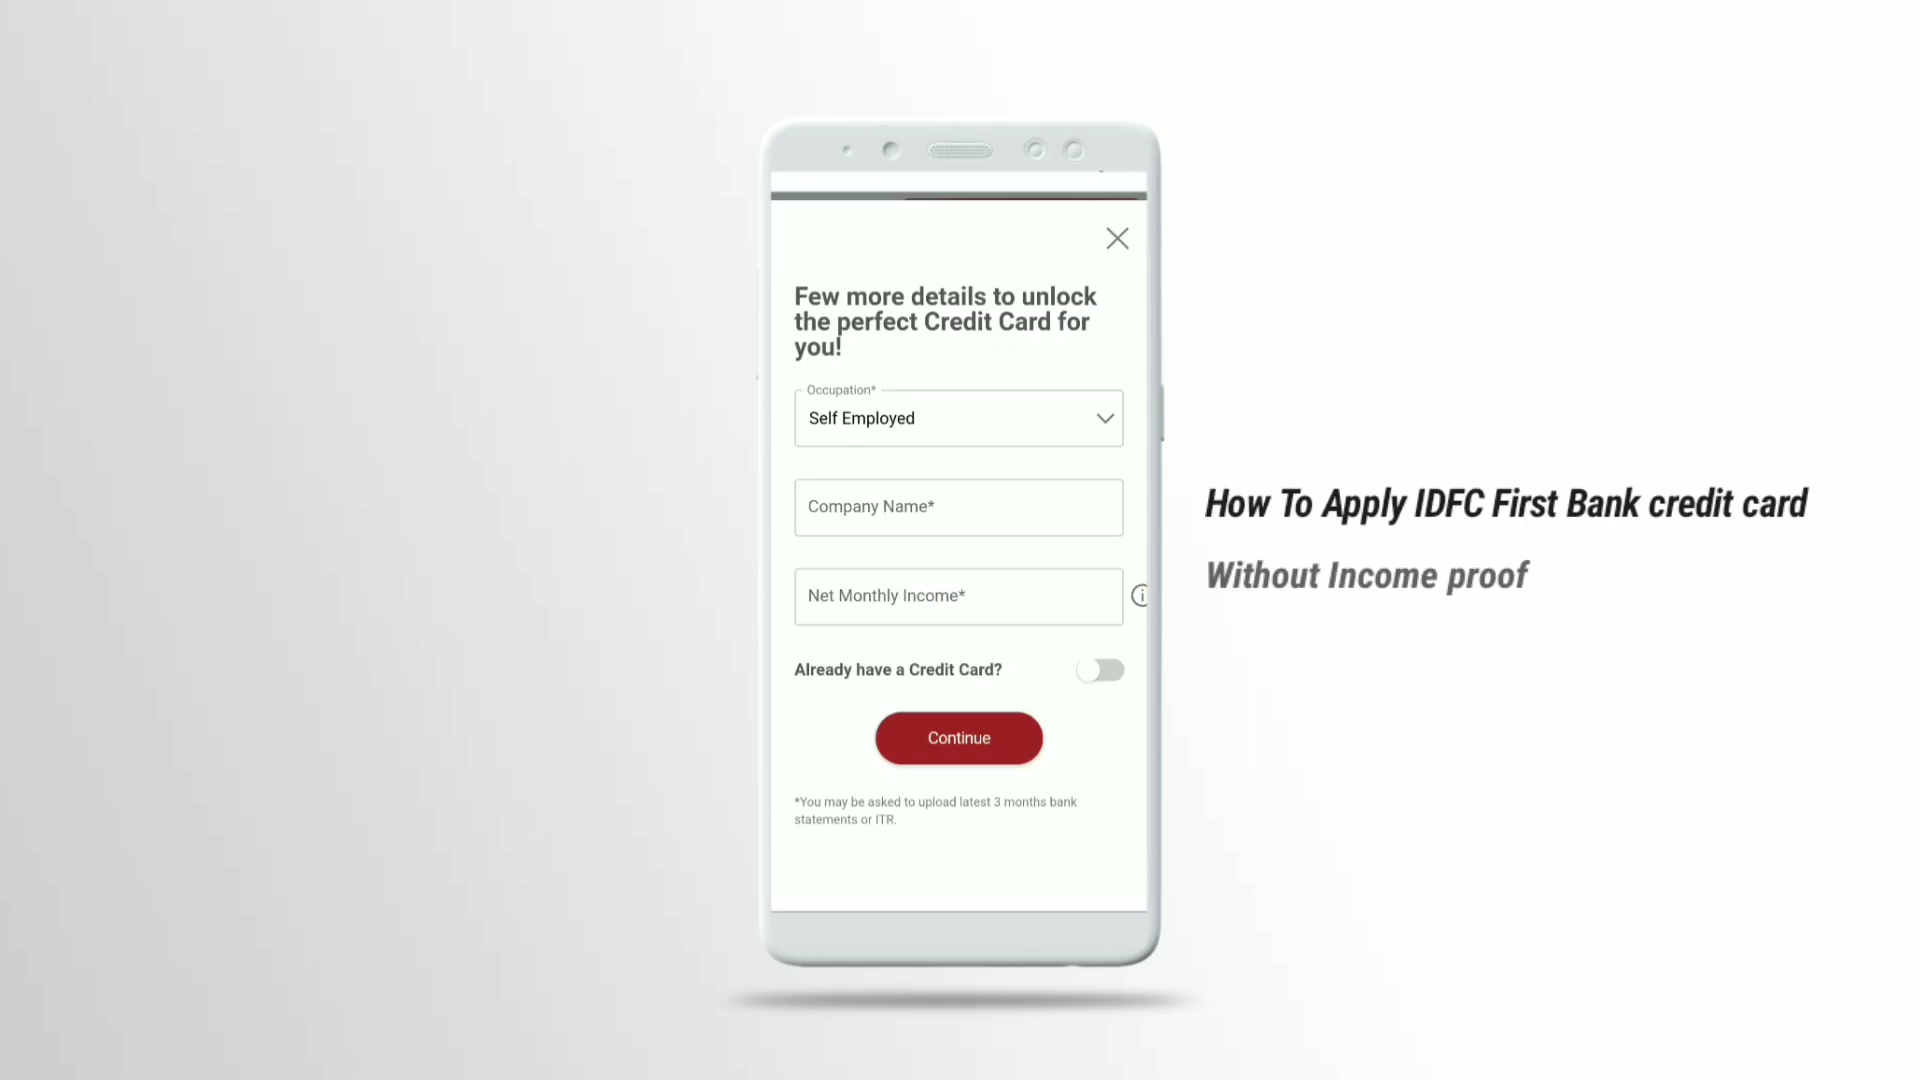 Few more details to unlock
the perfect Credit Card for
you!
Occupation*
Self Employed
Company Name*
Net Monthly Income*
Already have a Credit Card?
Continue
*You may be asked to upload latest 3 months bank
statements or ITR.
How To Apply IDFC First Bank credit card
Without Income proof